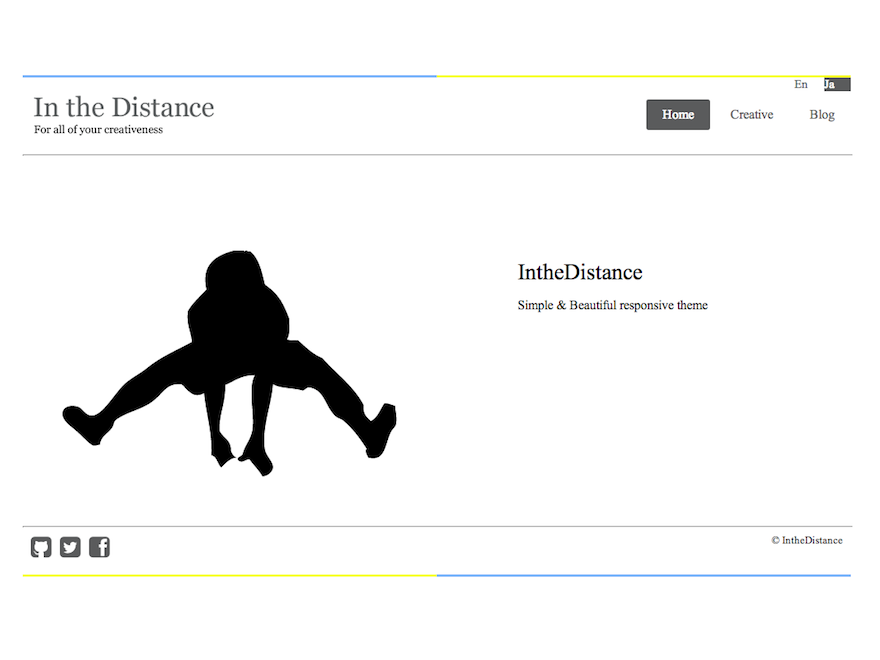 En Ja
In the Distance
For all of your creativeness
Home Creative Blog
IntheDistance
Simple & Beautiful responsive theme
© IntheDistance